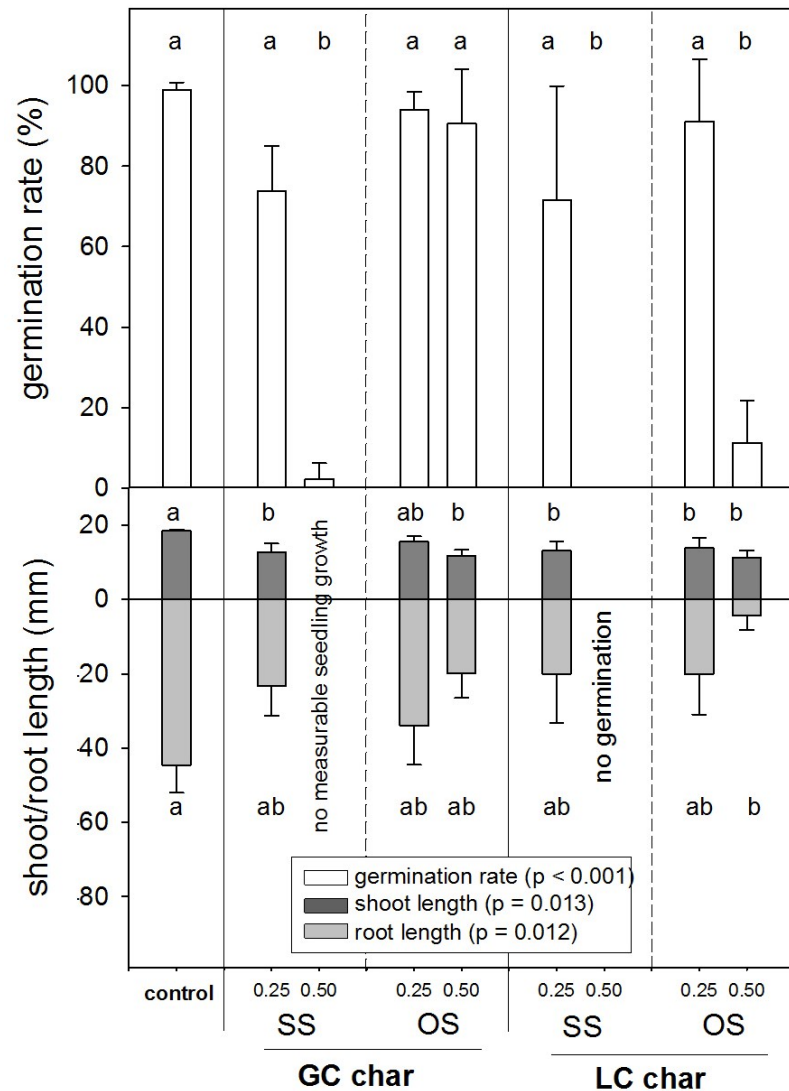 a a b a a a b a b
100
80
60
40
20
0
germination rate (%)
a b ab b b b b
20
0
20
40
60
80
shoot/root length (mm)
no measurable seedling growth
no germination
a ab ab ab ab ab b
germination rate (p < 0.001)
shoot length (p = 0.013)
root length (p = 0.012)
control 0.25 0.50 0.25 0.50 0.25 0.50 0.25 0.50
SS OS SS OS
GC char LC char